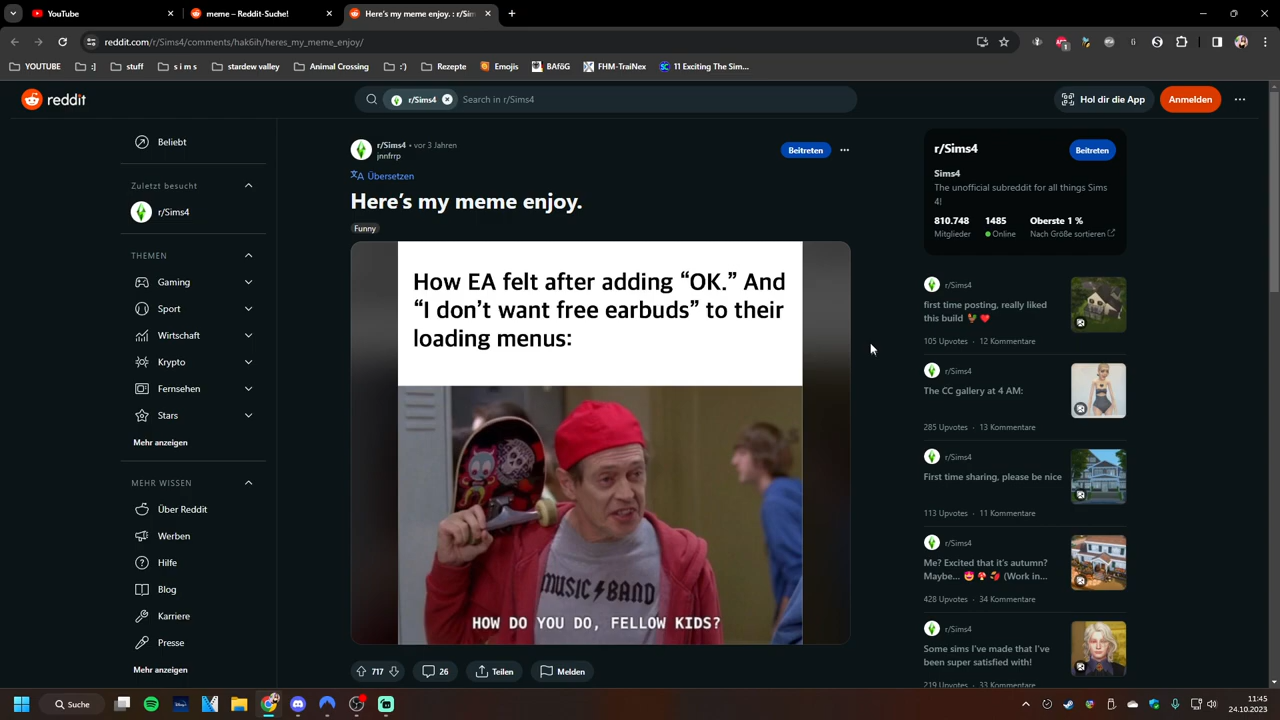 YouTube
meme – Reddit-Suche!
Here's my meme enjoy. : r/Sim
reddit.com/r/Sims4/comments/hak6ih/heres_my_meme_enjoy/
YOUTUBE
:]
stuff
s i m s
stardew valley
Animal Crossing
:')
Rezepte
Emojis
BAföG
FHM-TraiNex
11 Exciting The Sim...
reddit
r/Sims4
Search in r/Sims4
Hol dir die App
Anmelden
Beliebt
Zuletzt besucht
r/Sims4
THEMEN
Gaming
Sport
Wirtschaft
Krypto
Fernsehen
Stars
Mehr anzeigen
MEHR WISSEN
Über Reddit
Werben
Hilfe
Blog
Karriere
Presse
Mehr anzeigen
r/Sims4 • vor 3 Jahren
jnnfrrp
Beitreten
Übersetzen
Here's my meme enjoy.
Funny
How EA felt after adding “OK.” And
“I don't want free earbuds” to their
loading menus:
MUSIC BAND
HOW DO YOU DO, FELLOW KIDS?
717
26
Teilen
Melden
r/Sims4
Beitreten
Sims4
The unofficial subreddit for all things Sims
4!
810.748 1485 Oberste 1 %
Mitglieder Online Nach Größe sortieren
r/Sims4
first time posting, really liked
this build 🐓 ❤️
105 Upvotes · 12 Kommentare
r/Sims4
The CC gallery at 4 AM:
285 Upvotes · 13 Kommentare
r/Sims4
First time sharing, please be nice
113 Upvotes · 11 Kommentare
r/Sims4
Me? Excited that it's autumn?
Maybe... 🤩 🍄 🍂 (Work in...
428 Upvotes · 34 Kommentare
r/Sims4
Some sims I've made that I've
been super satisfied with!
219 Upvotes · 33 Kommentare
Suche
11:45
24.10.2023